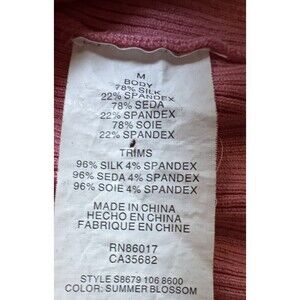 M
BODY
78% SILK
22% SPANDEX
78% SEDA
22% SPANDEX
78% SOIE
22% SPANDEX
TRIMS
96% SILK 4% SPANDEX
96% SEDA 4% SPANDEX
96% SOIE 4% SPANDEX
MADE IN CHINA
HECHO EN CHINA
FABRIQUE EN CHINE
RN86017
CA35682
STYLE S8679 106 8600
COLOR: SUMMER BLOSSOM